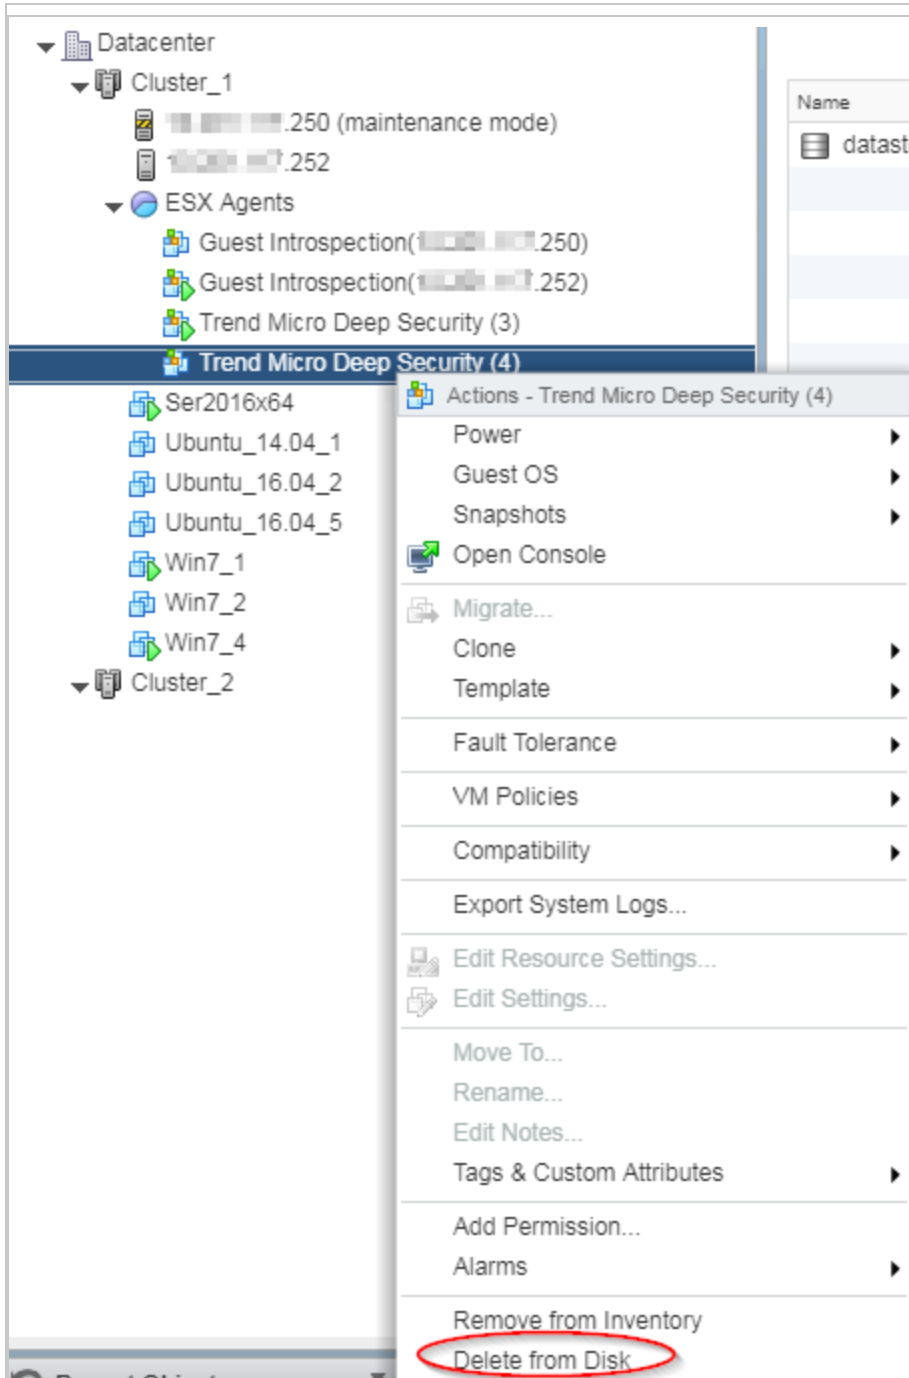 Datacenter
Cluster_1
.250 (maintenance mode)
.252
ESX Agents
Guest Introspection( .250)
Guest Introspection( .252)
Trend Micro Deep Security (3)
Trend Micro Deep Security (4)
Ser2016x64
Ubuntu_14.04_1
Ubuntu_16.04_2
Ubuntu_16.04_5
Win7_1
Win7_2
Win7_4
Cluster_2
Name
datast
Actions - Trend Micro Deep Security (4)
Power
Guest OS
Snapshots
Open Console
Migrate...
Clone
Template
Fault Tolerance
VM Policies
Compatibility
Export System Logs...
Edit Resource Settings...
Edit Settings...
Move To...
Rename...
Edit Notes...
Tags & Custom Attributes
Add Permission...
Alarms
Remove from Inventory
Delete from Disk